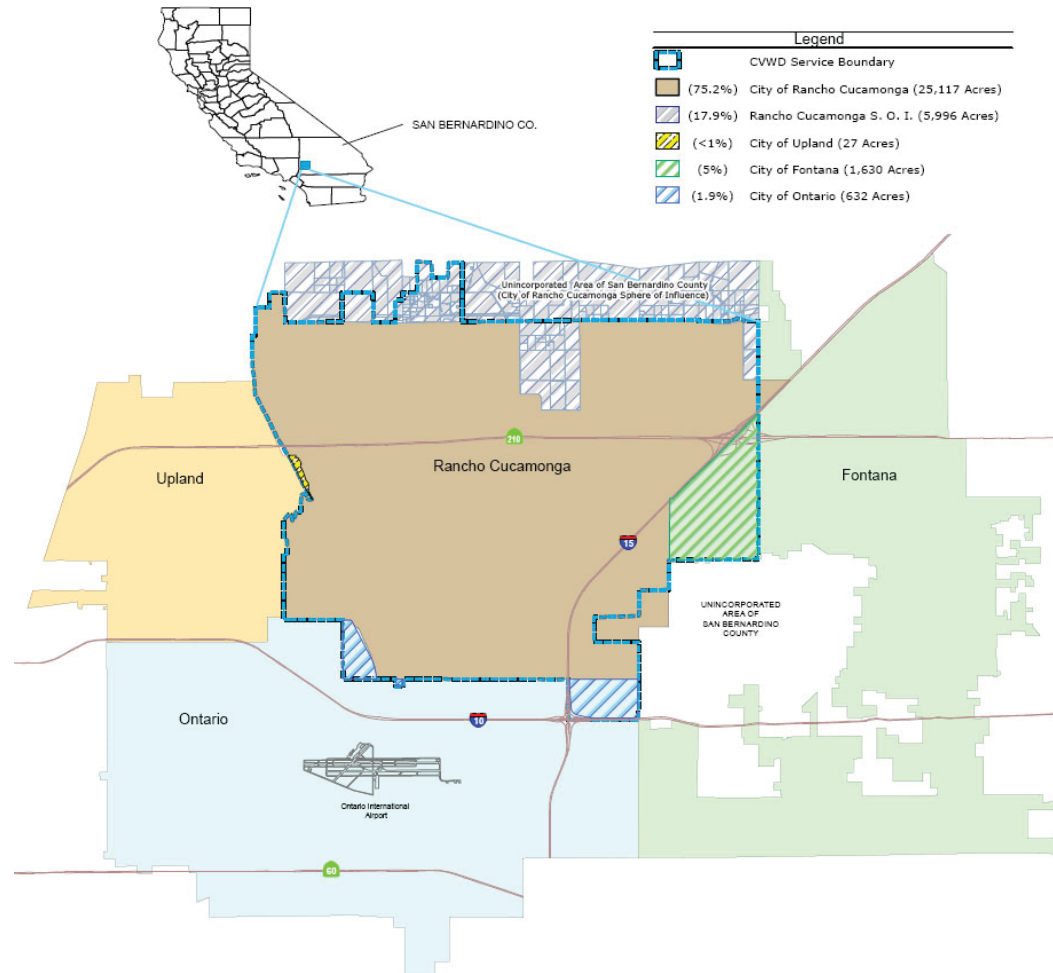 Legend
CVWD Service Boundary
(75.2%) City of Rancho Cucamonga (25,117 Acres)
(17.9%) Rancho Cucamonga S. O. I. (5,996 Acres)
(<1%) City of Upland (27 Acres)
(5%) City of Fontana (1,630 Acres)
(1.9%) City of Ontario (632 Acres)
SAN BERNARDINO CO.
Unincorporated Area of San Bernardino County
(City of Rancho Cucamonga Sphere of Influence)
210
Upland
Rancho Cucamonga
Fontana
15
UNINCORPORATED
AREA OF
SAN BERNARDINO
COUNTY
Ontario
10
Ontario International
Airport
60